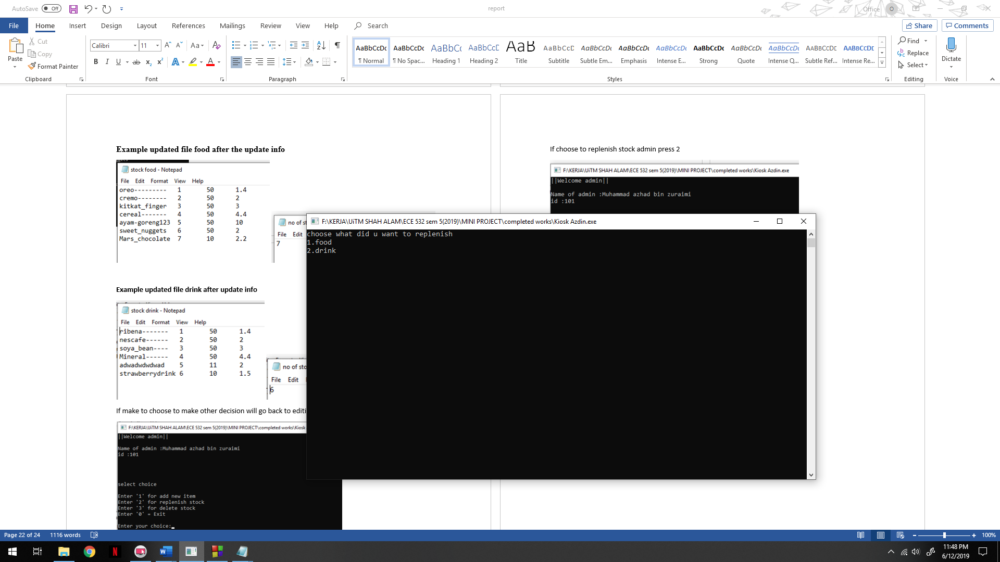 AutoSave Off
report
Office O
File Home Insert Design Layout References Mailings Review View Help Search
Share Comments
Paste
Cut
Copy
Format Painter
Clipboard
Calibri 11
Font
Paragraph
AaBbCcDc AaBbCcDc AaBbCc AaBbCcD AaB AaBbCcD AaBbCcDc AaBbCcDc AaBbCcDc AaBbCcDc AaBbCcDc AaBbCcDc AABBCCDE AABBCCDE
¶ Normal ¶ No Spac... Heading 1 Heading 2 Title Subtitle Subtle Em... Emphasis Intense E... Strong Quote Intense Q... Subtle Ref... Intense Re...
Styles
Find
Replace
Select
Editing
Dictate
Voice
Example updated file food after the update info
stock food - Notepad
File Edit Format View Help
oreo--------- 1 50 1.4
cremo-------- 2 50 2
kitkat_finger 3 50 3
cereal------- 4 50 4.4
ayam-goreng123 5 50 10
sweet_nuggets 6 50 2
Mars_chocolate 7 10 2.2
no of st
File Edit
7
Example updated file drink after update info
stock drink - Notepad
File Edit Format View Help
ribena------- 1 50 1.4
nescafe------ 2 50 2
soya_bean---- 3 50 3
Mineral------ 4 50 4.4
adwadwdwdwad 5 11 2
strawberrydrink 6 10 1.5
no of sto
File Edit
6
If make to choose to make other decision will go back to editi
F:\KERJA\UiTM SHAH ALAM\ECE 532 sem 5(2019)\MINI PROJECT\completed works\Kiosk
||Welcome admin||
Name of admin :Muhammad azhad bin zuraimi
id :101
select choice
Enter '1' for add new item
Enter '2' for replenish stock
Enter '3' for delete stock
Enter '0' = Exit
Enter your choice:
If choose to replenish stock admin press 2
F:\KERJA\UiTM SHAH ALAM\ECE 532 sem 5(2019)\MINI PROJECT\completed works\Kiosk Azdin.exe
||Welcome admin||
Name of admin :Muhammad azhad bin zuraimi
id :101
F:\KERJA\UiTM SHAH ALAM\ECE 532 sem 5(2019)\MINI PROJECT\completed works\Kiosk Azdin.exe
choose what did u want to replenish
1.food
2.drink
Page 22 of 24 1116 words
100%
11:48 PM
6/12/2019